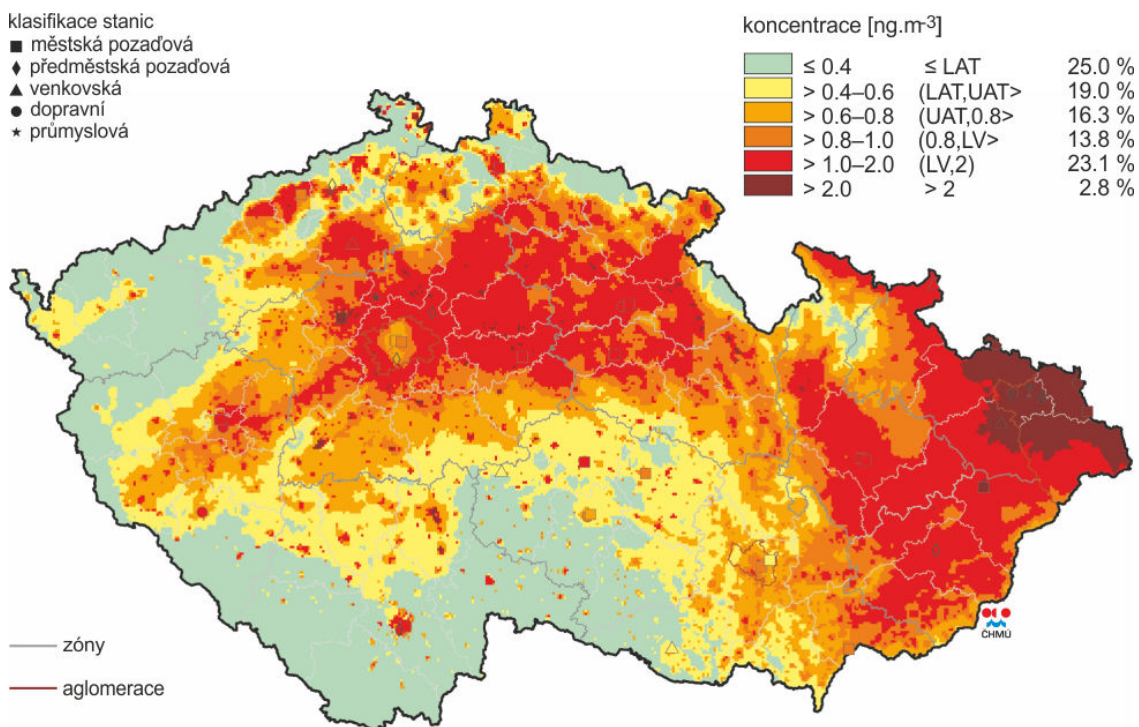 klasifikace stanic
městská pozaďová
předměstská pozaďová
venkovská
dopravní
průmyslová
koncentrace [ng.m-3]
≤ 0.4 ≤ LAT 25.0 %
> 0.4–0.6 (LAT,UAT> 19.0 %
> 0.6–0.8 (UAT,0.8> 16.3 %
> 0.8–1.0 (0.8,LV> 13.8 %
> 1.0–2.0 (LV,2) 23.1 %
> 2.0 > 2 2.8 %
ČHMÚ
zóny
aglomerace